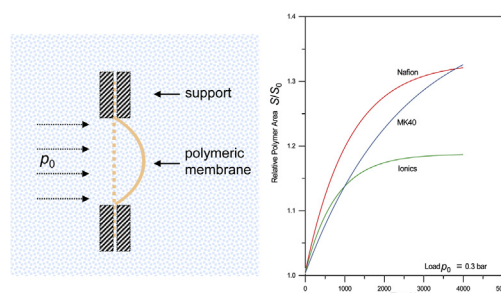 support
p0
polymeric
membrane
Relative Polymer Area S/S0
1.4
1.3
1.2
1.1
1.0
Nafion
MK40
Ionics
Load p0 = 0.3 bar
0
1000
2000
3000
4000